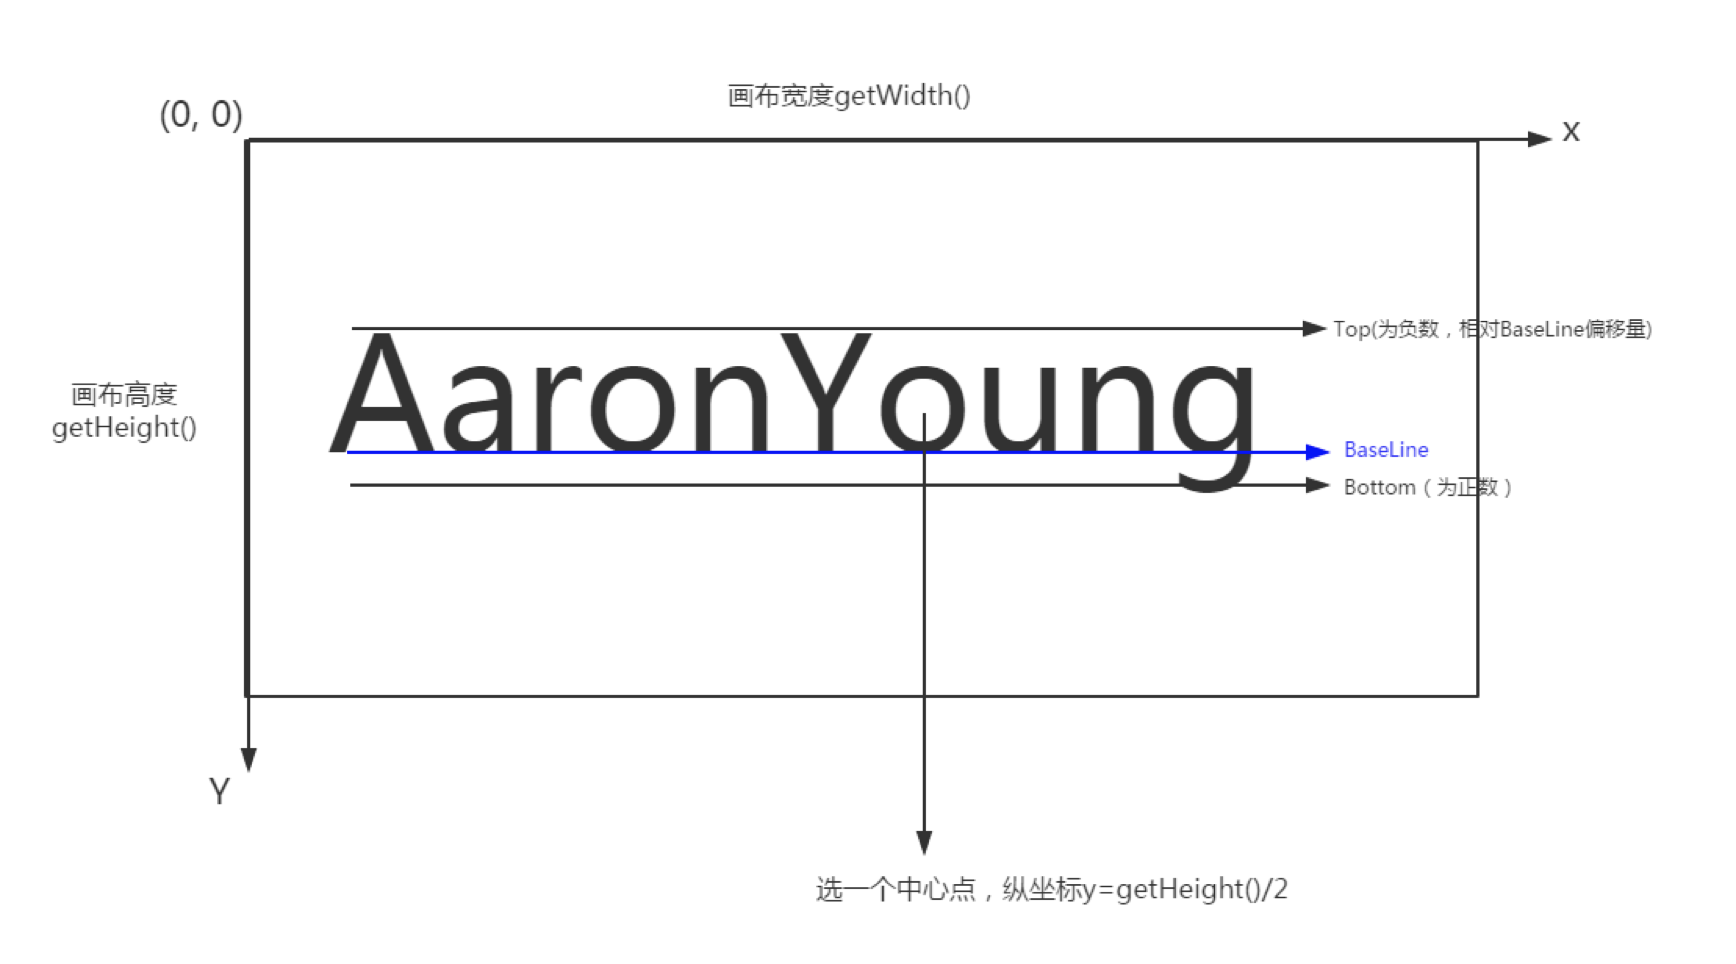 画布宽度getWidth()
(0, 0)
x
Top(为负数，相对BaseLine偏移量)
AaronYoung
画布高度
getHeight()
BaseLine
Bottom（为正数）
Y
选一个中心点，纵坐标y=getHeight()/2